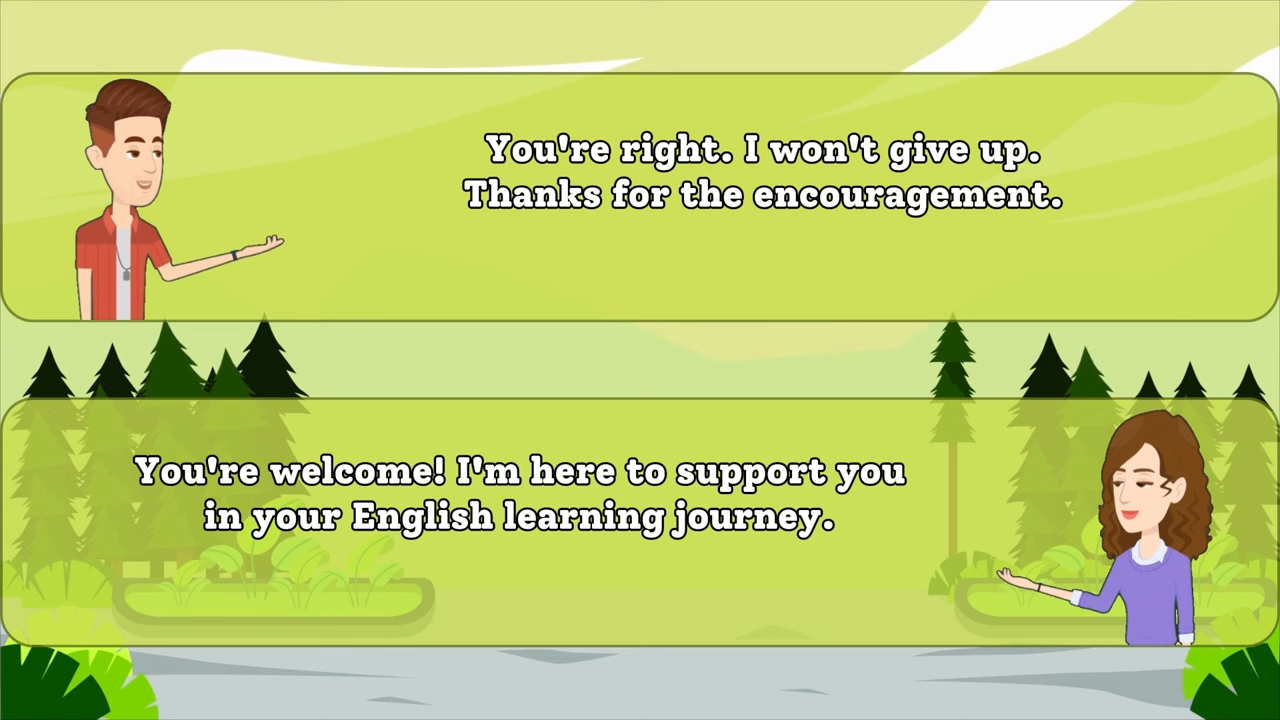 You're right. I won't give up.
Thanks for the encouragement.
You're welcome! I'm here to support you
in your English learning journey.